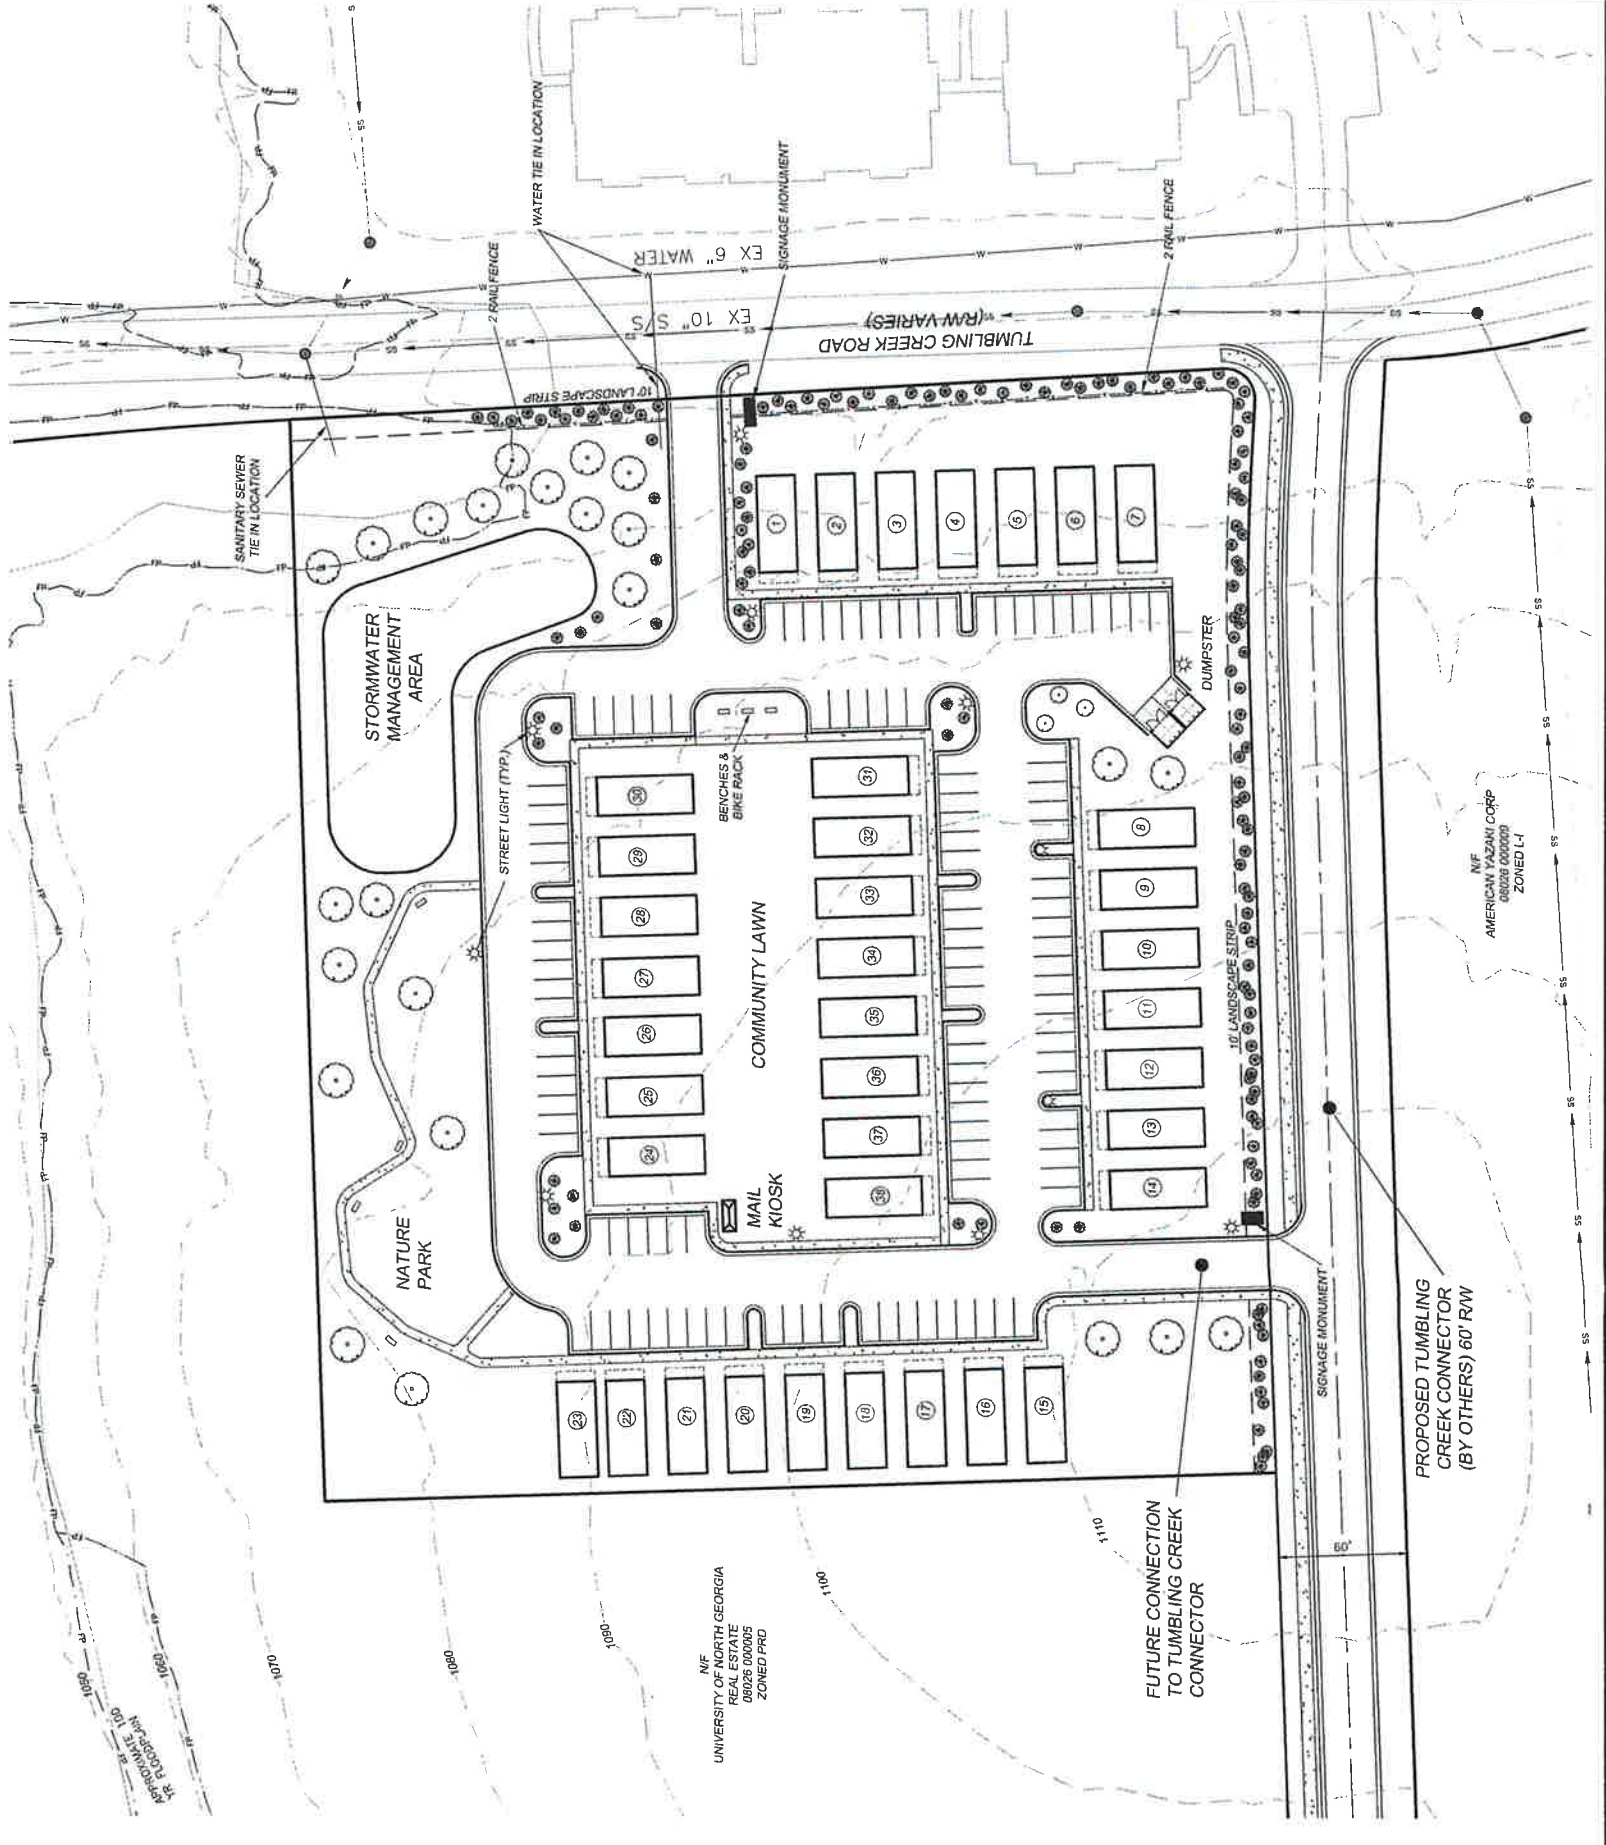 SANITARY SEWER
TIE IN LOCATION
2 RAIL FENCE
WATER TIE IN LOCATION
10' LANDSCAPE STRIP
EX 6" WATER
EX 10" S/S
SIGNAGE MONUMENT
TUMBLING CREEK ROAD
(R/W VARIES)
2 RAIL FENCE
STORMWATER
MANAGEMENT
AREA
STREET LIGHT (TYP.)
BENCHES &
BIKE RACK
DUMPSTER
1
2
3
4
5
6
7
30
29
28
27
26
25
24
COMMUNITY LAWN
31
32
33
34
35
36
37
38
8
9
10
11
12
13
14
10' LANDSCAPE STRIP
MAIL
KIOSK
NATURE
PARK
23
22
21
20
19
18
17
16
15
SIGNAGE MONUMENT
N/F
AMERICAN YAZAKI CORP
08026 000009
ZONED L-I
PROPOSED TUMBLING
CREEK CONNECTOR
(BY OTHERS) 60' R/W
FUTURE CONNECTION
TO TUMBLING CREEK
CONNECTOR
60'
N/F
UNIVERSITY OF NORTH GEORGIA
REAL ESTATE
08026 000005
ZONED PRD
APPROXIMATE 100
YR. FLOODPLAIN
1050
1060
1070
1080
1090
1100
1110